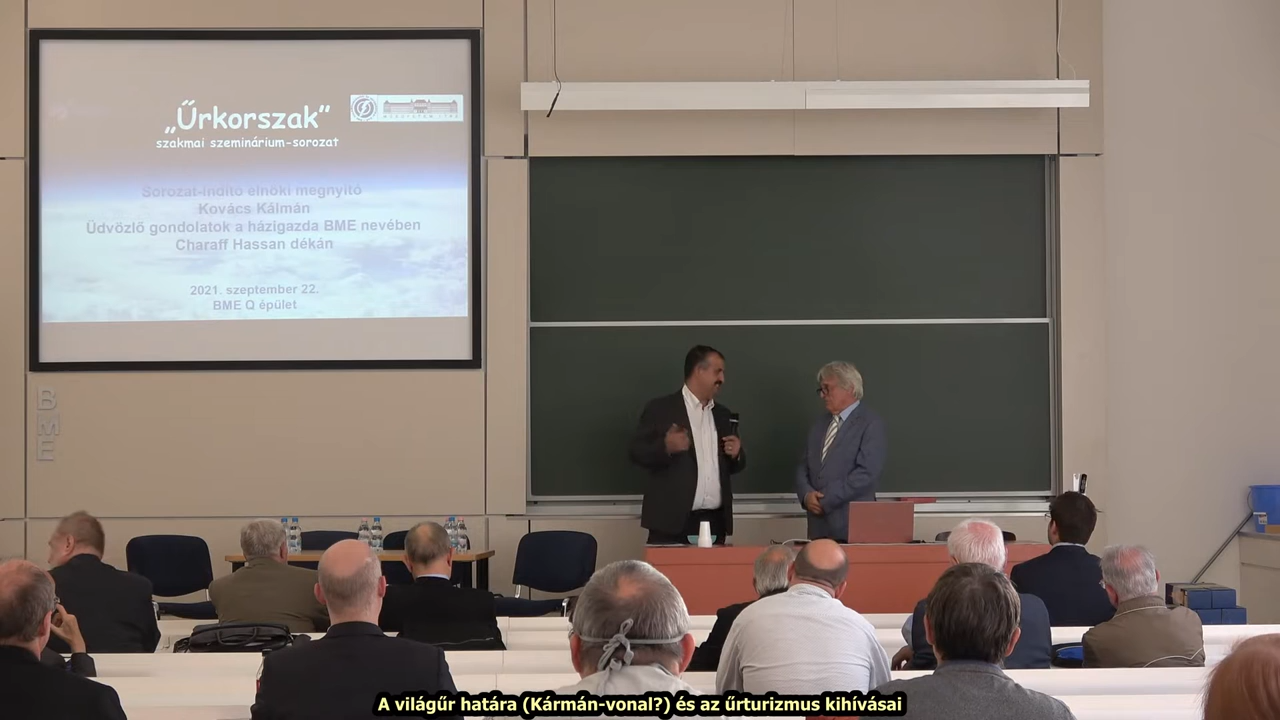 „Űrkorszak”
szakmai szeminárium-sorozat
Sorozat-indító elnöki megnyitó
Kovács Kálmán
Üdvözlő gondolatok a házigazda BME nevében
Charaff Hassan dékán
2021. szeptember 22.
BME Q épület
BME
A világűr határa (Kármán-vonal?) és az űrturizmus kihívásai